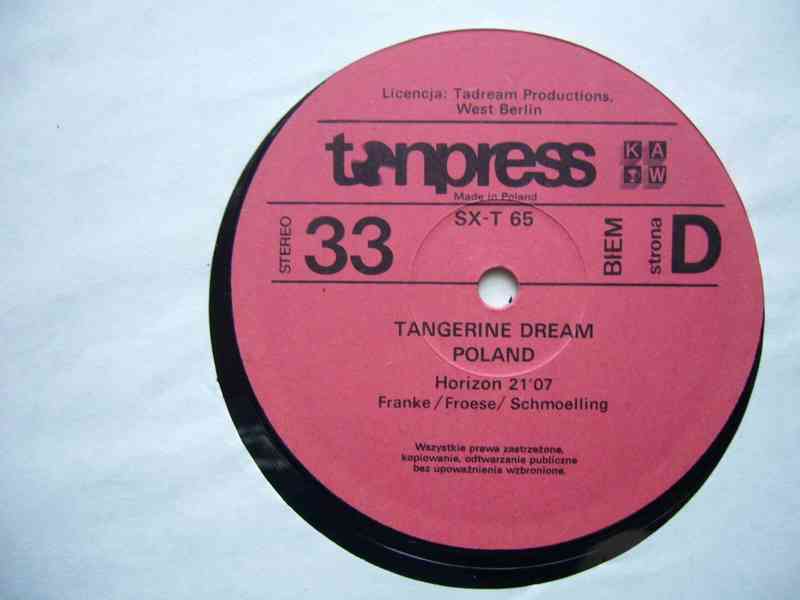 Licencja: Tadream Productions,
West Berlin
tonpress
KAW
Made in Poland
STEREO 33 SX-T 65 BIEM strona D
TANGERINE DREAM
POLAND
Horizon 21'07
Franke/Froese/Schmoelling
Wszystkie prawa zastrzeżone,
kopiowanie, odtwarzanie publiczne
bez upoważnienia wzbronione.